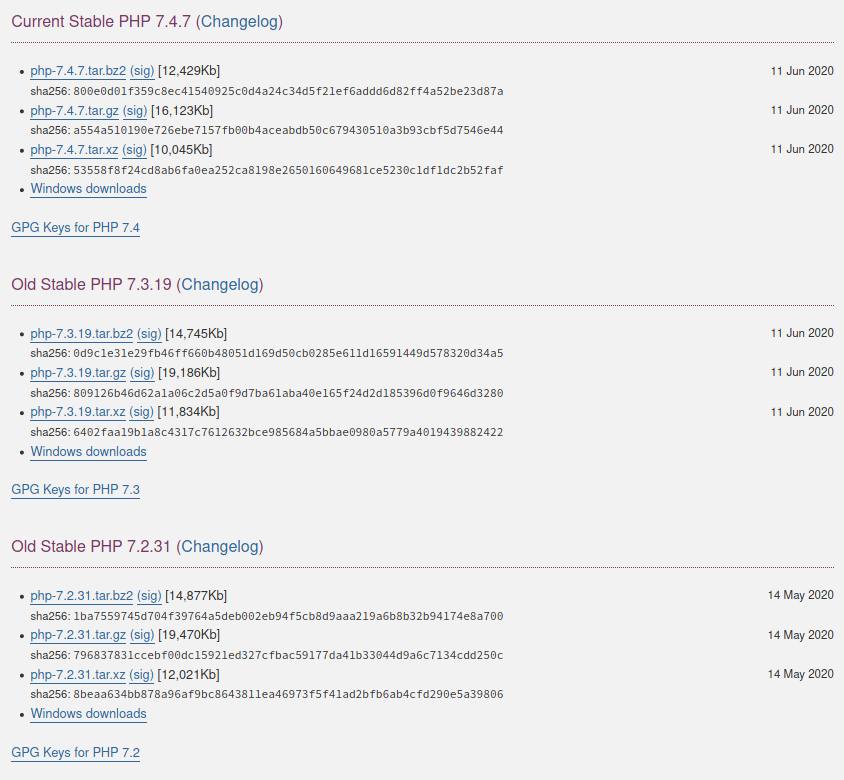 Current Stable PHP 7.4.7 (Changelog)
• php-7.4.7.tar.bz2 (sig) [12,429Kb] 11 Jun 2020
sha256: 800e0d01f359c8ec41540925c0d4a24c34d5f21ef6addd6d82ff4a52be23d87a
• php-7.4.7.tar.gz (sig) [16,123Kb] 11 Jun 2020
sha256: a554a510190e726ebe7157fb00b4aceabdb50c679430510a3b93cbf5d7546e44
• php-7.4.7.tar.xz (sig) [10,045Kb] 11 Jun 2020
sha256: 53558f8f24cd8ab6fa0ea252ca8198e2650160649681ce5230c1df1dc2b52faf
• Windows downloads
GPG Keys for PHP 7.4
Old Stable PHP 7.3.19 (Changelog)
• php-7.3.19.tar.bz2 (sig) [14,745Kb] 11 Jun 2020
sha256: 0d9c1e31e29fb46ff660b48051d169d50cb0285e611d16591449d578320d34a5
• php-7.3.19.tar.gz (sig) [19,186Kb] 11 Jun 2020
sha256: 809126b46d62a1a06c2d5a0f9d7ba61aba40e165f24d2d185396d0f9646d3280
• php-7.3.19.tar.xz (sig) [11,834Kb] 11 Jun 2020
sha256: 6402faa19b1a8c4317c7612632bce985684a5bbae0980a5779a4019439882422
• Windows downloads
GPG Keys for PHP 7.3
Old Stable PHP 7.2.31 (Changelog)
• php-7.2.31.tar.bz2 (sig) [14,877Kb] 14 May 2020
sha256: 1ba7559745d704f39764a5deb002eb94f5cb8d9aaa219a6b8b32b94174e8a700
• php-7.2.31.tar.gz (sig) [19,470Kb] 14 May 2020
sha256: 796837831ccebf00dc15921ed327cfbac59177da41b33044d9a6c7134cdd250c
• php-7.2.31.tar.xz (sig) [12,021Kb] 14 May 2020
sha256: 8beaa634bb878a96af9bc8643811ea46973f5f41ad2bfb6ab4cfd290e5a39806
• Windows downloads
GPG Keys for PHP 7.2